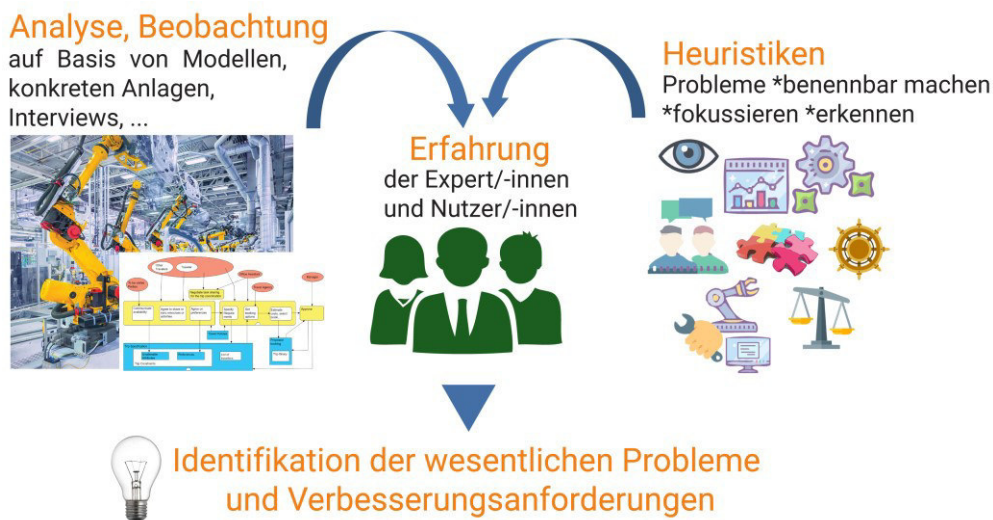 Analyse, Beobachtung
auf Basis von Modellen,
konkreten Anlagen,
Interviews, ...
Heuristiken
Probleme *benennbar machen
*fokussieren *erkennen
Erfahrung
der Expert/-innen
und Nutzer/-innen
Identifikation der wesentlichen Probleme
und Verbesserungsanforderungen